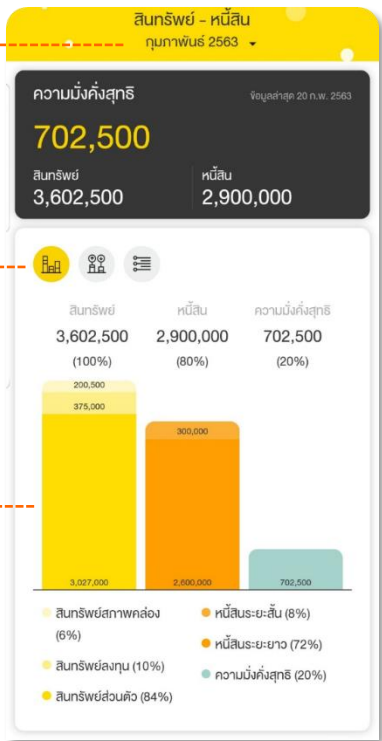 สินทรัพย์ - หนี้สิน
กุมภาพันธ์ 2563
ความมั่งคั่งสุทธิ
ข้อมูลล่าสุด 20 ก.พ. 2563
702,500
สินทรัพย์
หนี้สิน
3,602,500
2,900,000
สินทรัพย์
หนี้สิน
ความมั่งคั่งสุทธิ
3,602,500
2,900,000
702,500
(100%)
(80%)
(20%)
200,500
375,000
300,000
3,027,000
2,600,000
702,500
สินทรัพย์สภาพคล่อง
(6%)
สินทรัพย์ลงทุน (10%)
สินทรัพย์ส่วนตัว (84%)
หนี้สินระยะสั้น (8%)
หนี้สินระยะยาว (72%)
ความมั่งคั่งสุทธิ (20%)